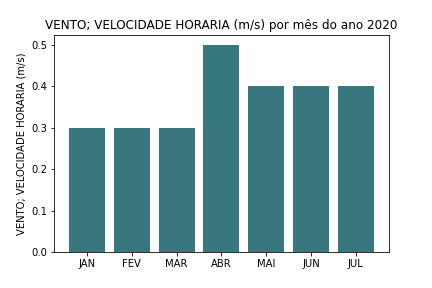 VENTO; VELOCIDADE HORARIA (m/s) por mês do ano 2020
VENTO; VELOCIDADE HORARIA (m/s)
0.5
0.4
0.3
0.2
0.1
0.0
JAN FEV MAR ABR MAI JUN JUL